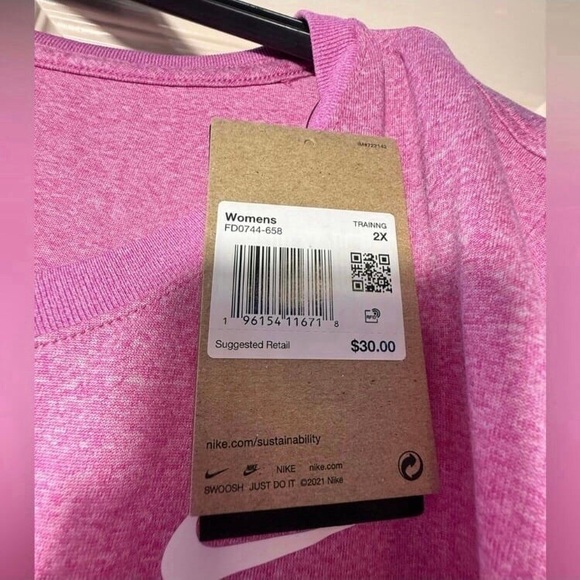 Womens
FD0744-658
TRAINNG
2X
1 96154 11671 8
Suggested Retail
$30.00
nike.com/sustainability
NIKE nike.com
SWOOSH JUST DO IT ©2021 Nike